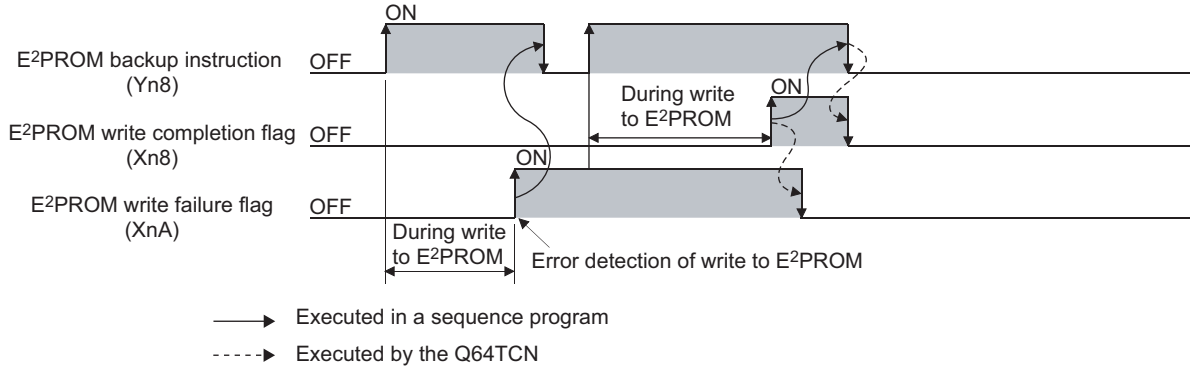 ON
E2PROM backup instruction
(Yn8)
OFF
During write
to E2PROM
ON
E2PROM write completion flag
(Xn8)
OFF
ON
E2PROM write failure flag
(XnA)
OFF
During write
to E2PROM
Error detection of write to E2PROM
Executed in a sequence program
Executed by the Q64TCN